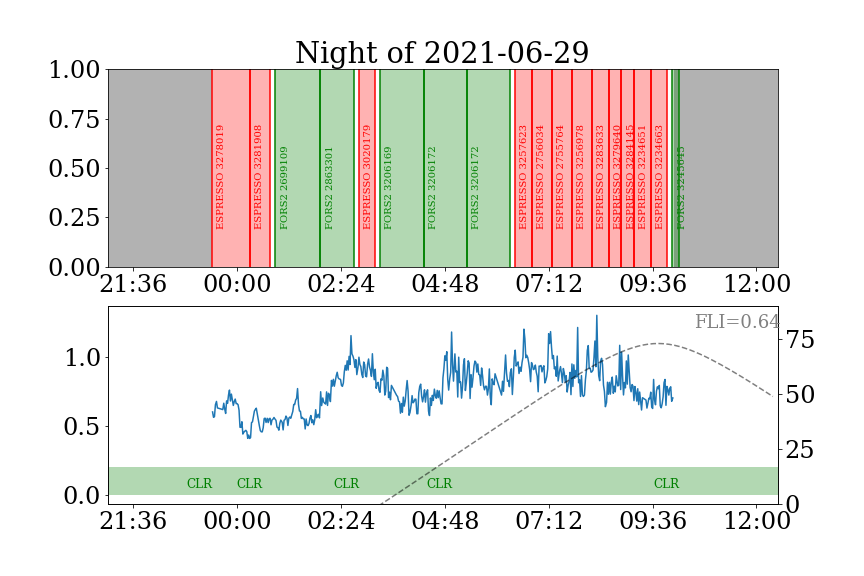 Night of 2021-06-29
1.00
0.75
0.50
0.25
0.00
ESPRESSO 3278019
ESPRESSO 3281908
FORS2 2699109
FORS2 2863301
ESPRESSO 3020179
FORS2 3206169
FORS2 3206172
FORS2 3206172
ESPRESSO 3257623
ESPRESSO 2756034
ESPRESSO 2755764
ESPRESSO 3256978
ESPRESSO 3283633
ESPRESSO 3279640
ESPRESSO 3284145
ESPRESSO 3234651
ESPRESSO 3234663
FORS2 3245645
21:36 00:00 02:24 04:48 07:12 09:36 12:00
FLI=0.64
1.0
0.5
0.0
75
50
25
0
CLR CLR CLR CLR CLR
21:36 00:00 02:24 04:48 07:12 09:36 12:00